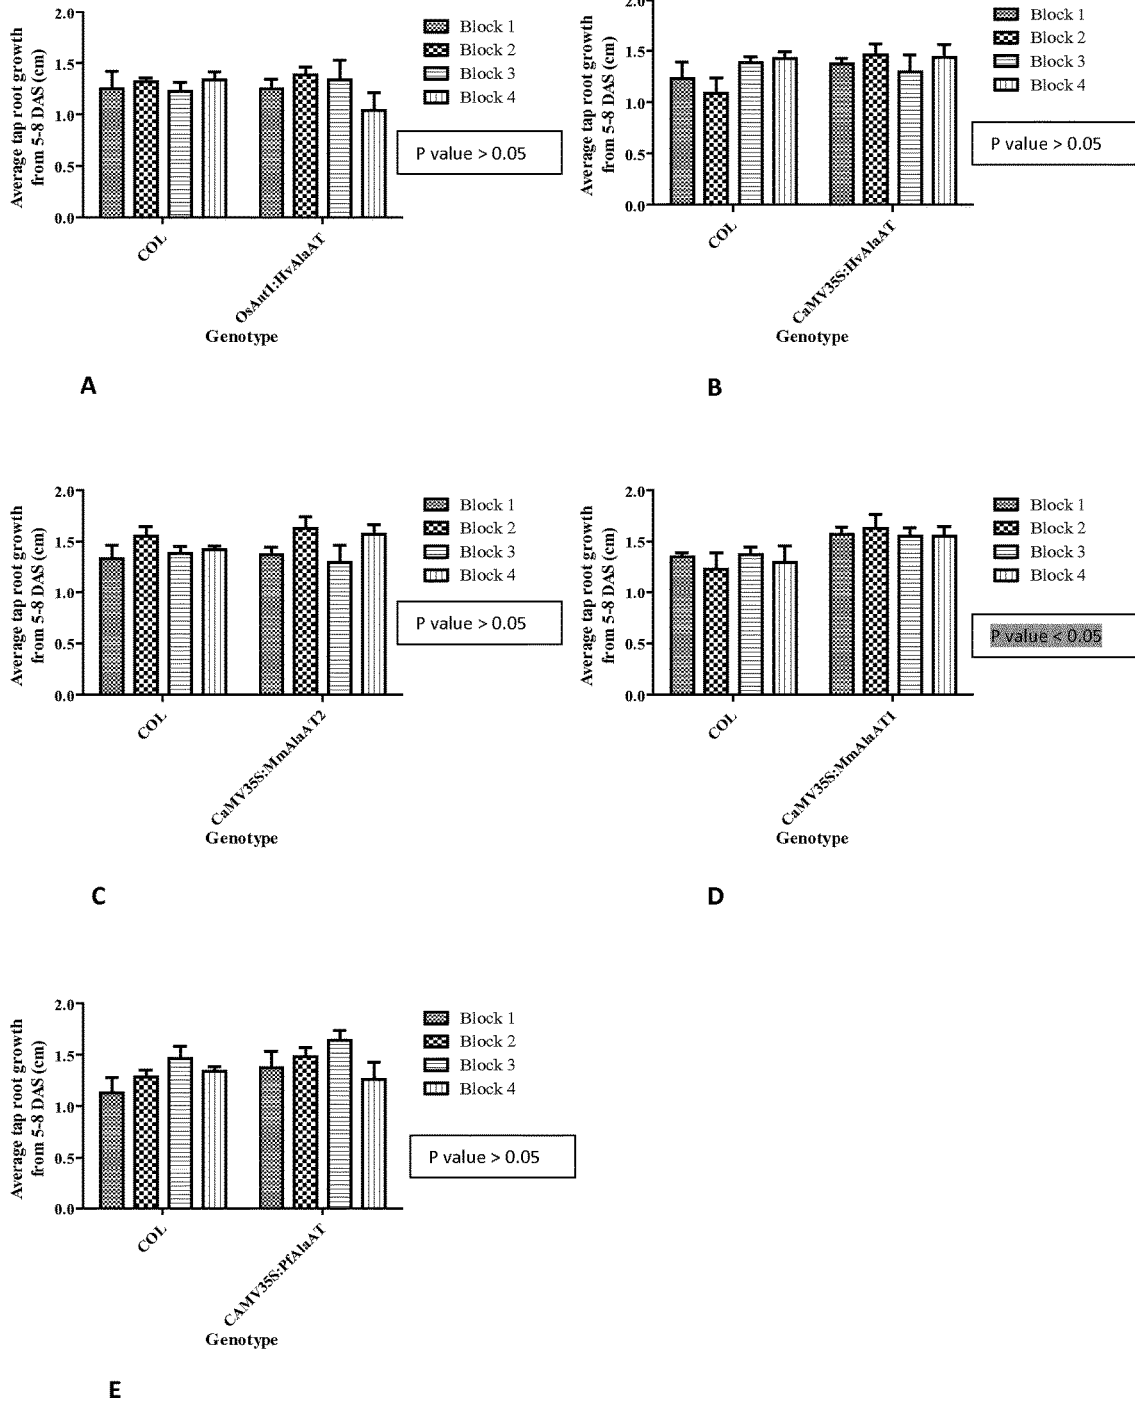 Average tap root growth
from 5-8 DAS (cm)
2.0
1.5
1.0
0.5
0.0
Block 1
Block 2
Block 3
Block 4
P value > 0.05
COL
OsAnt1:HvAlaAT
Genotype
A
Average tap root growth
from 5-8 DAS (cm)
2.0
1.5
1.0
0.5
0.0
Block 1
Block 2
Block 3
Block 4
P value > 0.05
COL
CaMV35S:HvAlaAT
Genotype
B
Average tap root growth
from 5-8 DAS (cm)
2.0
1.5
1.0
0.5
0.0
Block 1
Block 2
Block 3
Block 4
P value > 0.05
COL
CaMV35S:MmAlaAT2
Genotype
C
Average tap root growth
from 5-8 DAS (cm)
2.0
1.5
1.0
0.5
0.0
Block 1
Block 2
Block 3
Block 4
P value < 0.05
COL
CaMV35S:MmAlaAT1
Genotype
D
Average tap root growth
from 5-8 DAS (cm)
2.0
1.5
1.0
0.5
0.0
Block 1
Block 2
Block 3
Block 4
P value > 0.05
COL
CAMV35S:PfAlaAT
Genotype
E